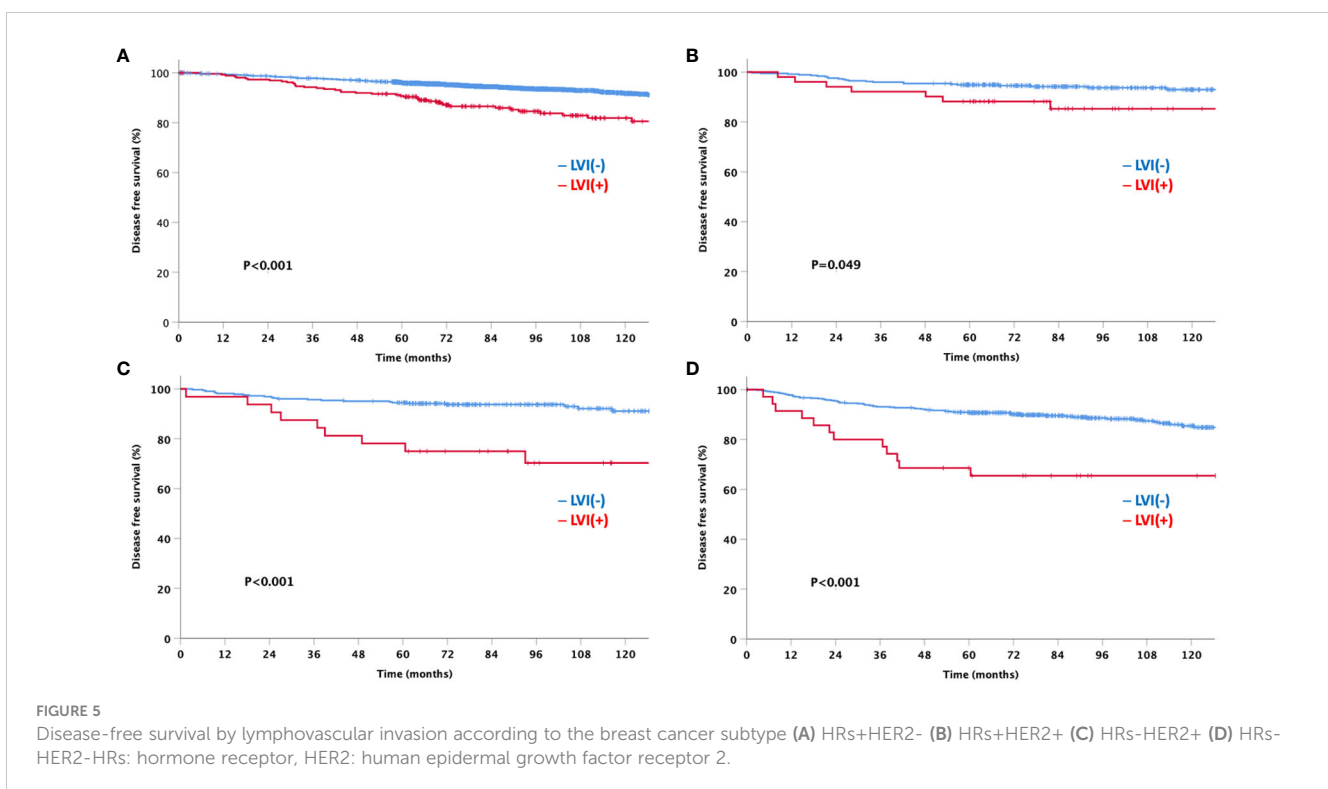 A
100
80
60
40
20
0
Disease free survival (%)
LVI(-)
LVI(+)
P<0.001
0 12 24 36 48 60 72 84 96 108 120
Time (months)
B
100
80
60
40
20
0
Disease free survival (%)
LVI(-)
LVI(+)
P=0.049
0 12 24 36 48 60 72 84 96 108 120
Time (months)
C
100
80
60
40
20
0
Disease free survival (%)
LVI(-)
LVI(+)
P<0.001
0 12 24 36 48 60 72 84 96 108 120
Time (months)
D
100
80
60
40
20
0
Disease fres survival (%)
LVI(-)
LVI(+)
P<0.001
0 12 24 36 48 60 72 84 96 108 120
Time (months)
FIGURE 5
Disease-free survival by lymphovascular invasion according to the breast cancer subtype (A) HRs+HER2- (B) HRs+HER2+ (C) HRs-HER2+ (D) HRs-
HER2-HRs: hormone receptor, HER2: human epidermal growth factor receptor 2.